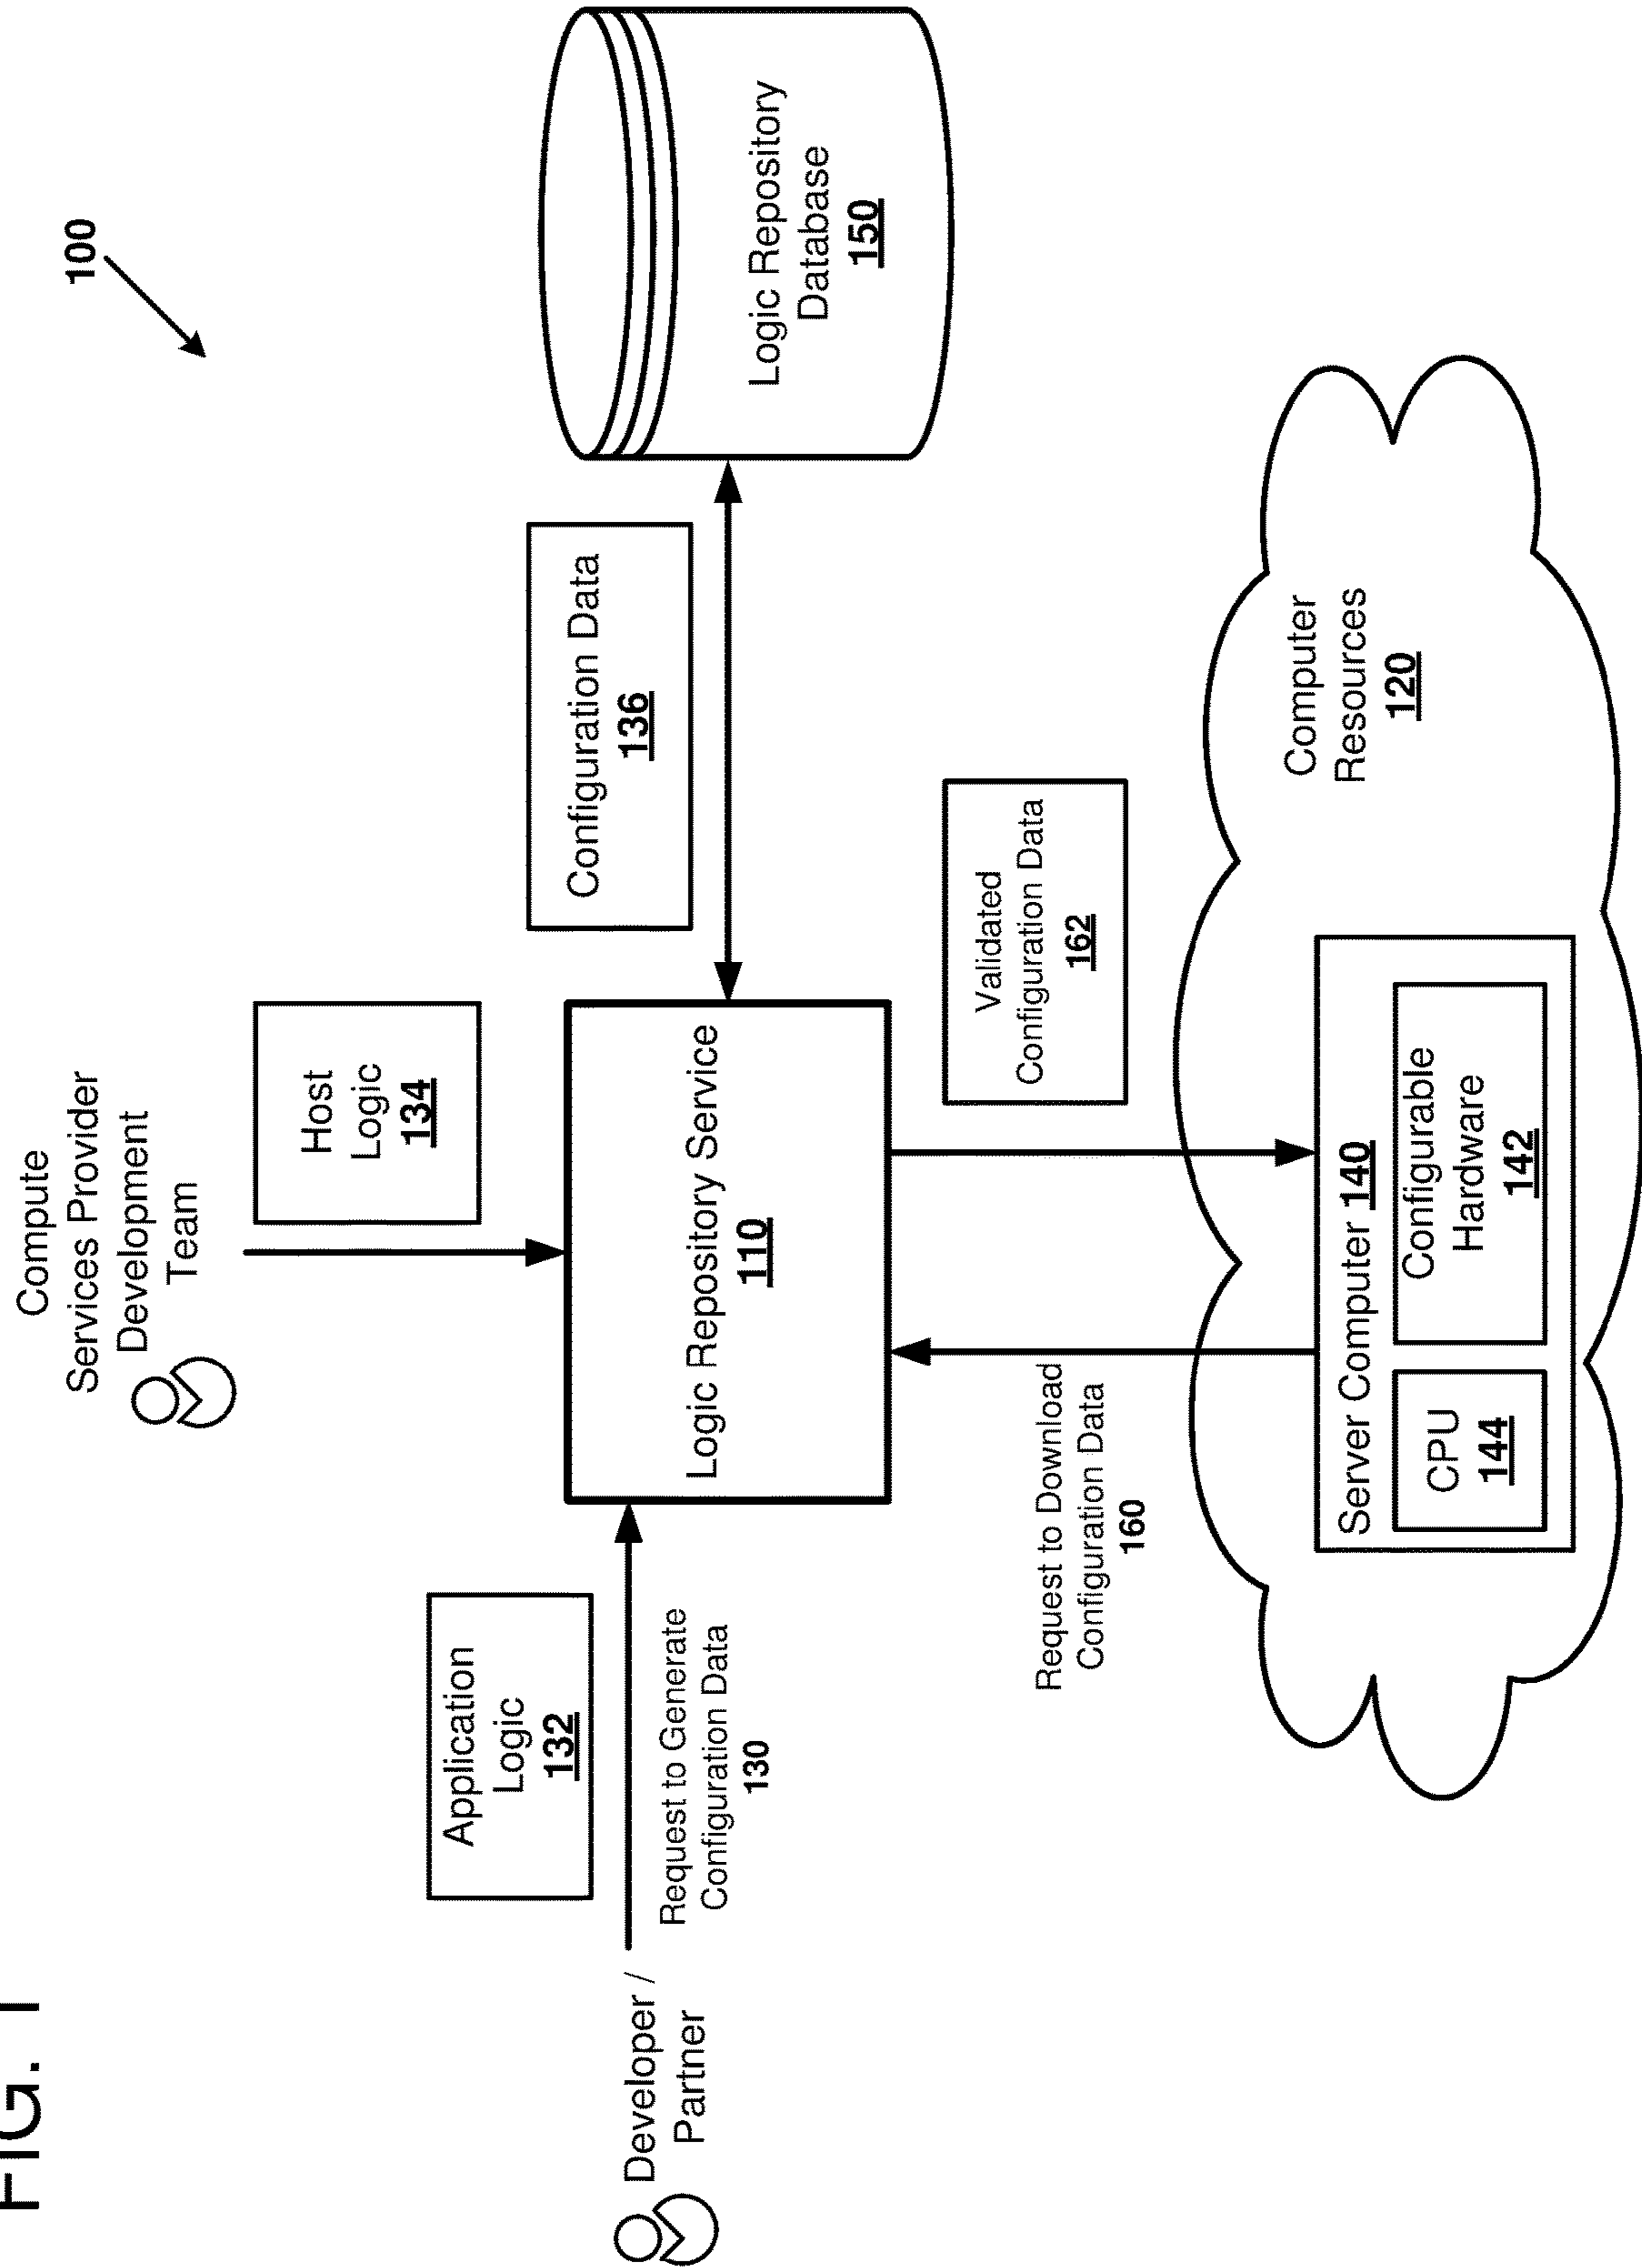 FIG. 1
100
Compute
Services Provider
Development
Team
Host
Logic
134
Application
Logic
132
Developer /
Partner
Request to Generate
Configuration Data
130
Logic Repository Service
110
Configuration Data
136
Logic Repository
Database
150
Request to Download
Configuration Data
160
Validated
Configuration Data
162
Computer
Resources
120
Server Computer 140
CPU
144
Configurable
Hardware
142